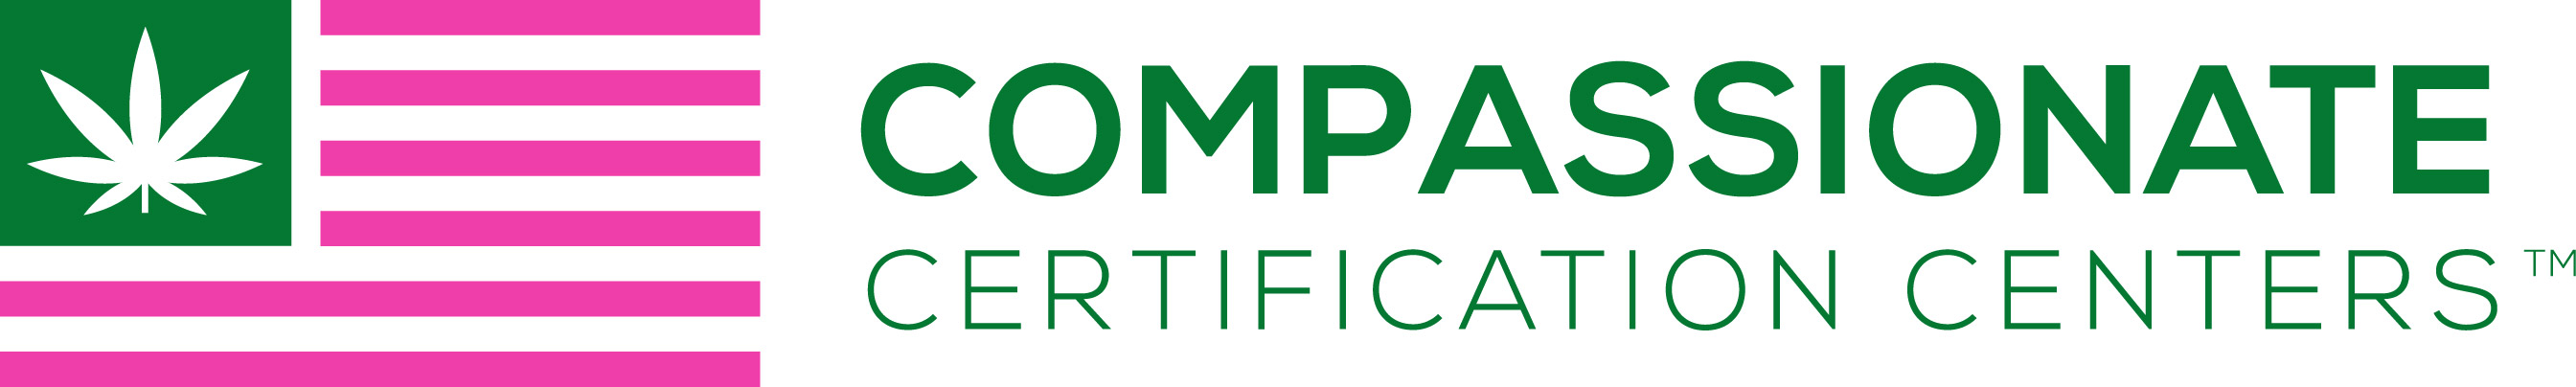 COMPASSIONATE
CERTIFICATION CENTERS™